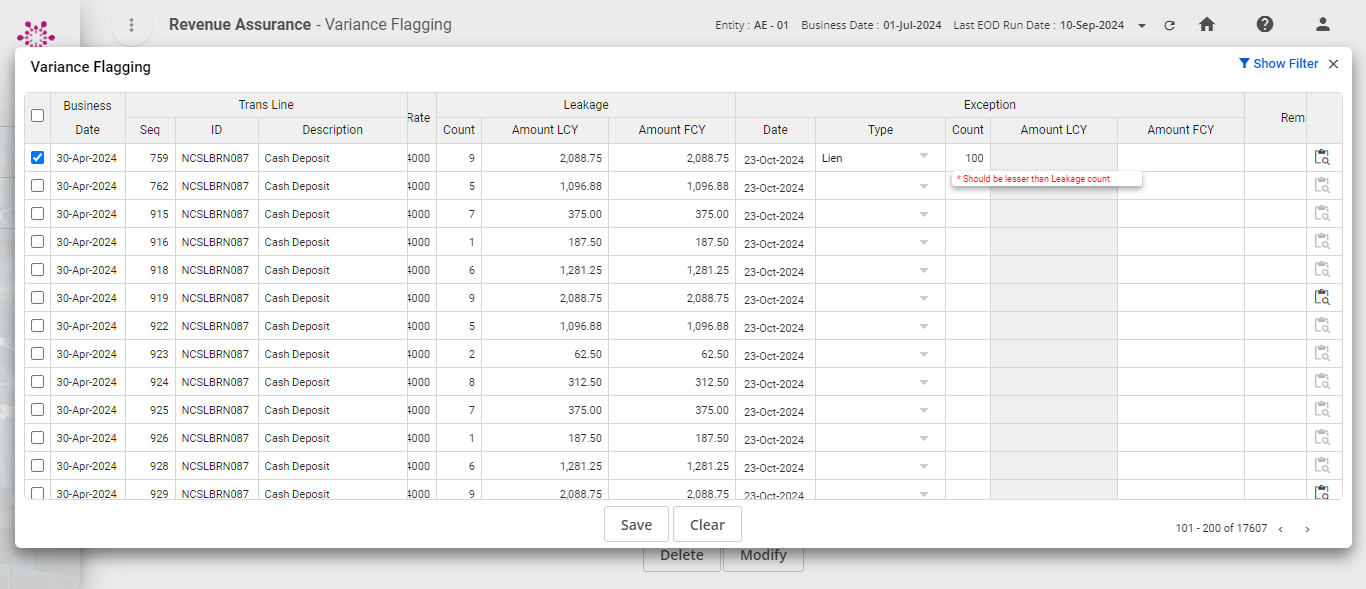 Revenue Assurance - Variance Flagging
Entity : AE - 01 Business Date : 01-Jul-2024 Last EOD Run Date : 10-Sep-2024
Variance Flagging
Show Filter
Business Date Trans Line Rate Leakage Exception Rem
Seq ID Description Count Amount LCY Amount FCY Date Type Count Amount LCY Amount FCY
30-Apr-2024 759 NCSLBRN087 Cash Deposit 4000 9 2,088.75 2,088.75 23-Oct-2024 Lien 100
* Should be lesser than Leakage count
30-Apr-2024 762 NCSLBRN087 Cash Deposit 4000 5 1,096.88 1,096.88 23-Oct-2024
30-Apr-2024 915 NCSLBRN087 Cash Deposit 4000 7 375.00 375.00 23-Oct-2024
30-Apr-2024 916 NCSLBRN087 Cash Deposit 4000 1 187.50 187.50 23-Oct-2024
30-Apr-2024 918 NCSLBRN087 Cash Deposit 4000 6 1,281.25 1,281.25 23-Oct-2024
30-Apr-2024 919 NCSLBRN087 Cash Deposit 4000 9 2,088.75 2,088.75 23-Oct-2024
30-Apr-2024 922 NCSLBRN087 Cash Deposit 4000 5 1,096.88 1,096.88 23-Oct-2024
30-Apr-2024 923 NCSLBRN087 Cash Deposit 4000 2 62.50 62.50 23-Oct-2024
30-Apr-2024 924 NCSLBRN087 Cash Deposit 4000 8 312.50 312.50 23-Oct-2024
30-Apr-2024 925 NCSLBRN087 Cash Deposit 4000 7 375.00 375.00 23-Oct-2024
30-Apr-2024 926 NCSLBRN087 Cash Deposit 4000 1 187.50 187.50 23-Oct-2024
30-Apr-2024 928 NCSLBRN087 Cash Deposit 4000 6 1,281.25 1,281.25 23-Oct-2024
30-Apr-2024 929 NCSLBRN087 Cash Deposit 4000 9 2,088.75 2,088.75 23-Oct-2024
Save Clear
101 - 200 of 17607
Delete Modify